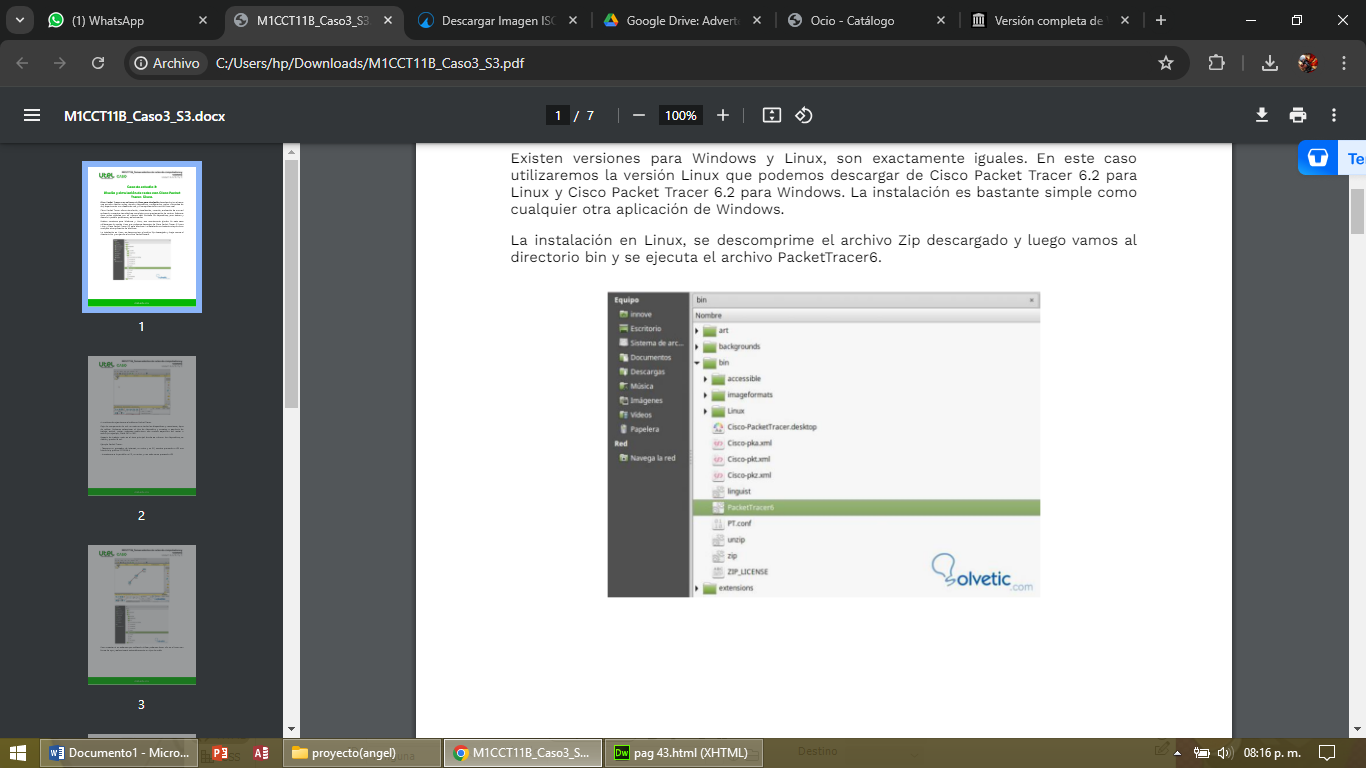 (1) WhatsApp
M1CCT11B_Caso3_S3
Descargar Imagen ISO
Google Drive: Advert
Ocio - Catálogo
Versión completa de
Archivo
C:/Users/hp/Downloads/M1CCT11B_Caso3_S3.pdf
M1CCT11B_Caso3_S3.docx
1 / 7
100%
Existen versiones para Windows y Linux, son exactamente iguales. En este caso
utilizaremos la versión Linux que podemos descargar de Cisco Packet Tracer 6.2 para
Linux y Cisco Packet Tracer 6.2 para Windows. La instalación es bastante simple como
cualquier otra aplicación de Windows.
La instalación en Linux, se descomprime el archivo Zip descargado y luego vamos al
directorio bin y se ejecuta el archivo PacketTracer6.
Te
1
2
3
Equipo
innove
Escritorio
Sistema de arc...
Documentos
Descargas
Música
Imágenes
Vídeos
Papelera
Red
Navega la red
bin
Nombre
art
backgrounds
bin
accessible
imageformats
Linux
Cisco-PacketTracer.desktop
Cisco-pka.xml
Cisco-pkt.xml
Cisco-pkz.xml
linguist
PacketTracer6
PT.conf
unzip
zip
ZIP_LICENSE
extensions
solvetic.com
Documento1 - Micro...
proyecto(angel)
M1CCT11B_Caso3_S...
pag 43.html (XHTML)
Destino
08:16 p. m.